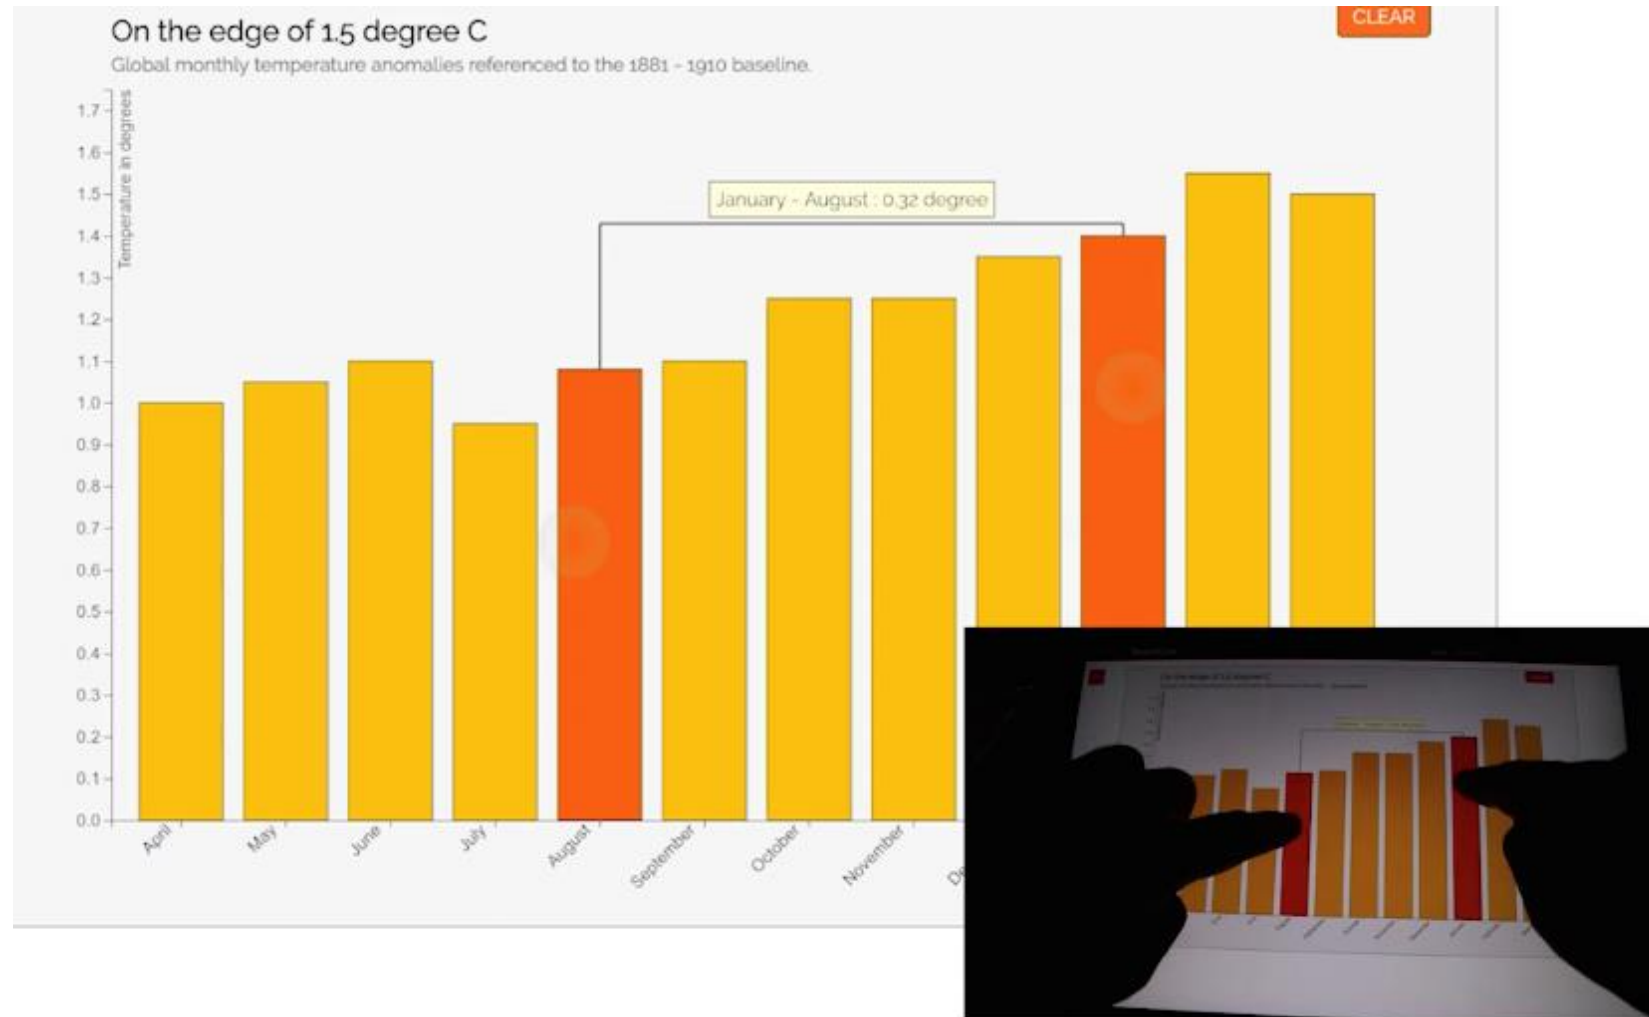 CLEAR
On the edge of 1.5 degree C
Global monthly temperature anomalies referenced to the 1881 - 1910 baseline.
Temperature in degrees
1.7
1.6
1.5
1.4
1.3
1.2
1.1
1.0
0.9
0.8
0.7
0.6
0.5
0.4
0.3
0.2
0.1
0.0
January - August : 0.32 degree
April
May
June
July
August
September
October
November